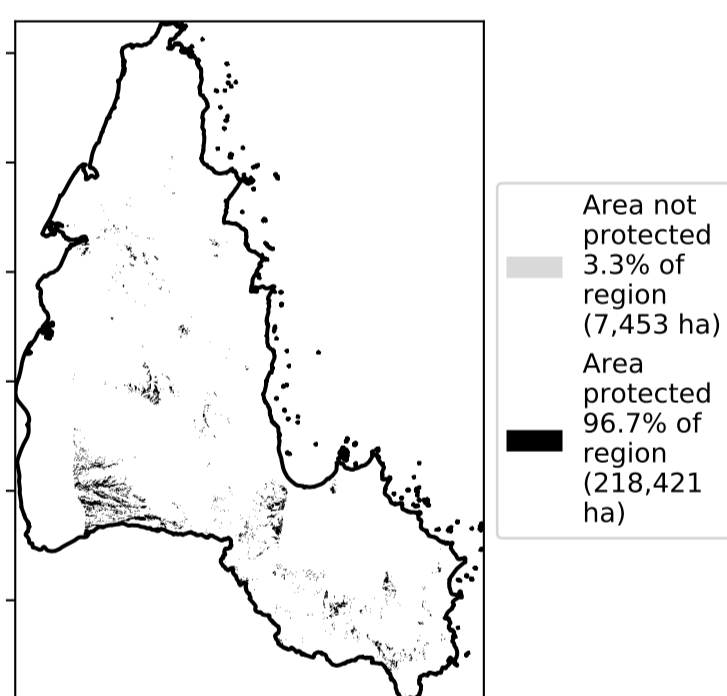 Area not
protected
3.3% of
region
(7,453 ha)
Area
protected
96.7% of
region
(218,421
ha)